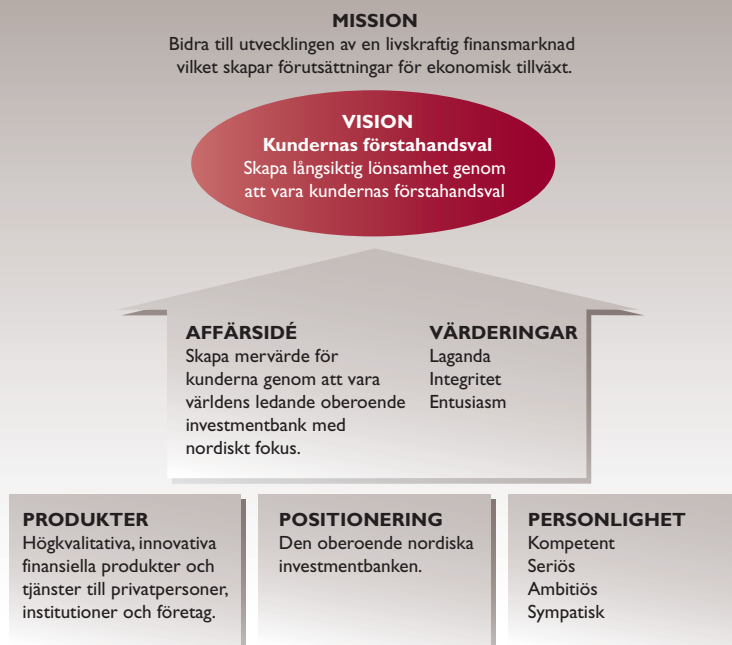 MISSION
Bidra till utvecklingen av en livskraftig finansmarknad
vilket skapar förutsättningar för ekonomisk tillväxt.
VISION
Kundernas förstahandsval
Skapa långsiktig lönsamhet genom
att vara kundernas förstahandsval
AFFÄRSIDÉ
Skapa mervärde för
kunderna genom att vara
världens ledande oberoende
investmentbank med
nordiskt fokus.
VÄRDERINGAR
Laganda
Integritet
Entusiasm
PRODUKTER
Högkvalitativa, innovativa
finansiella produkter och
tjänster till privatpersoner,
institutioner och företag.
POSITIONERING
Den oberoende nordiska
investmentbanken.
PERSONLIGHET
Kompetent
Seriös
Ambitiös
Sympatisk